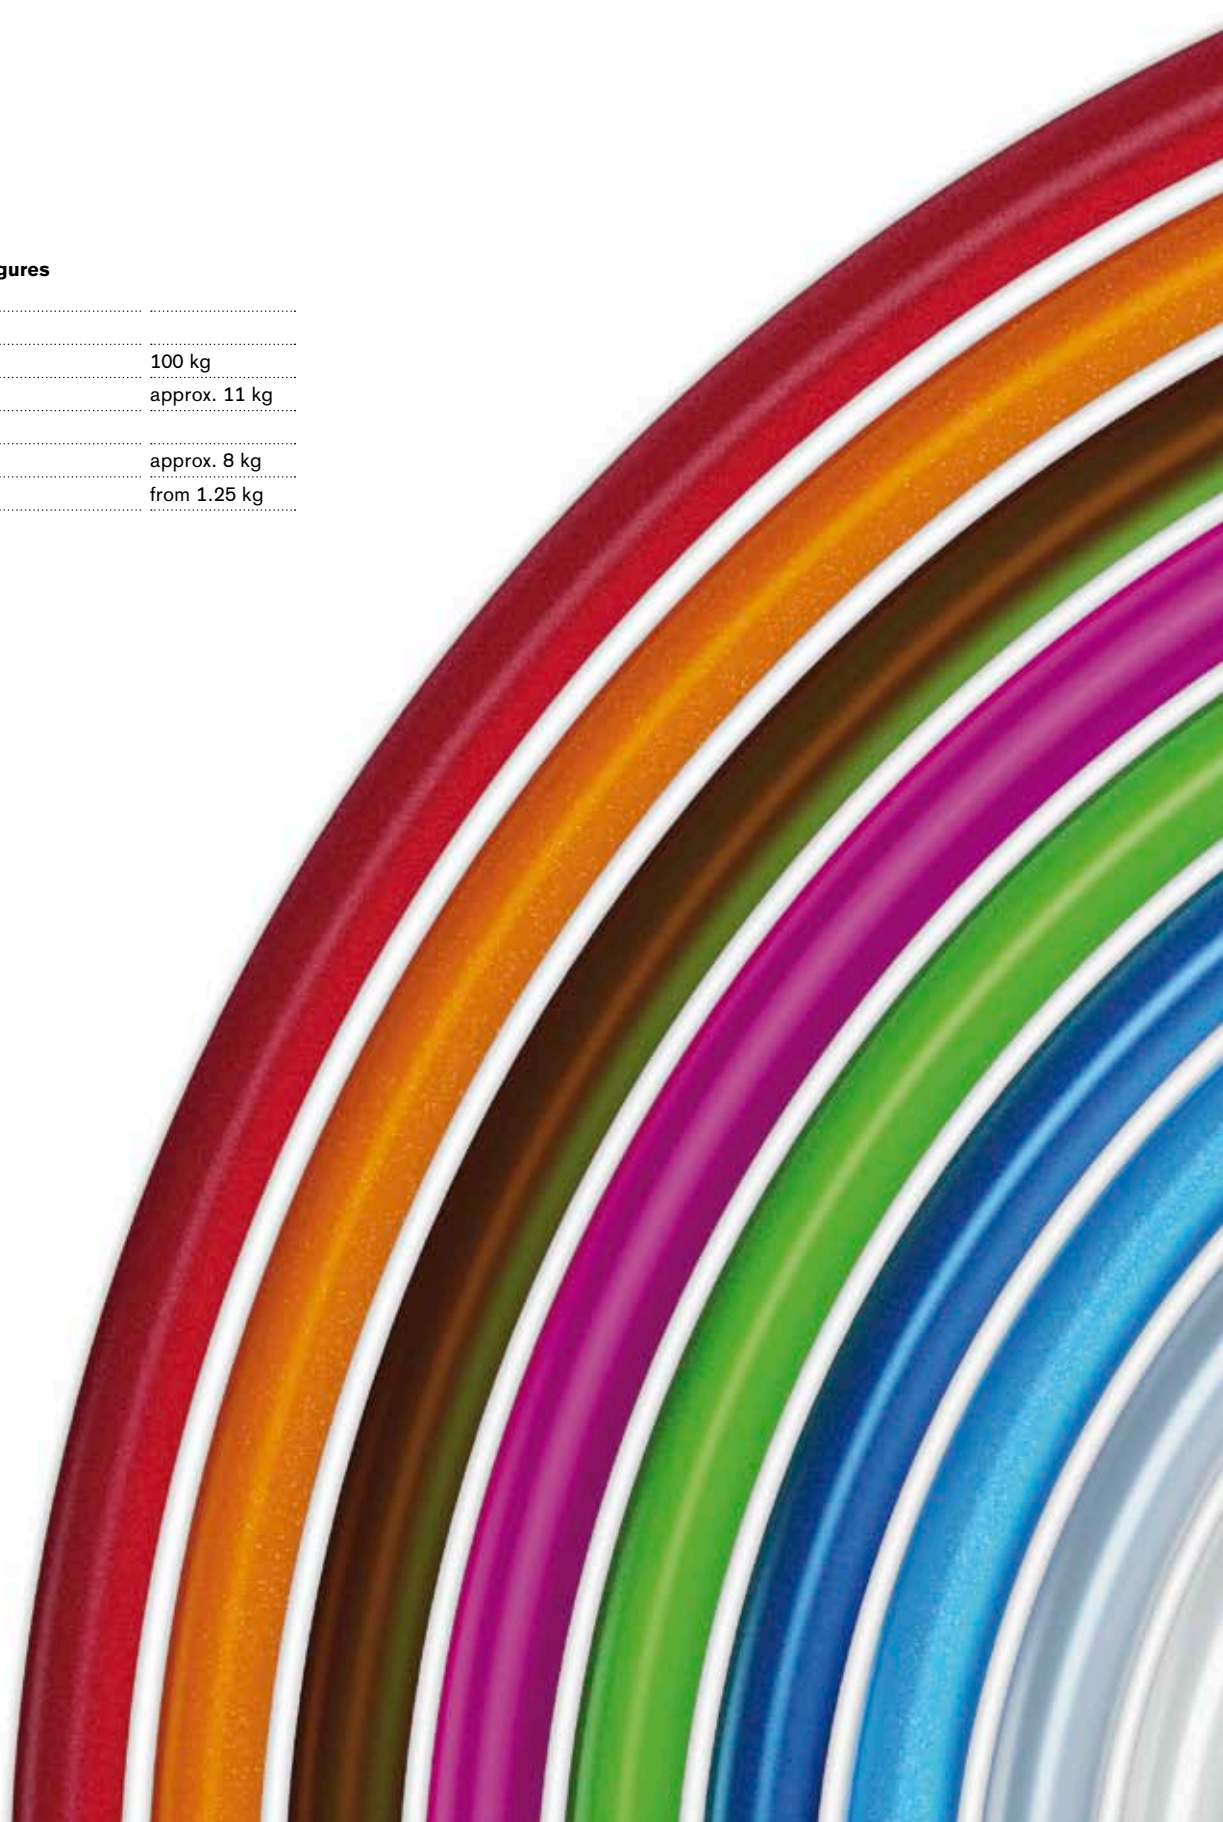 gures
100 kg
approx. 11 kg
approx. 8 kg
from 1.25 kg